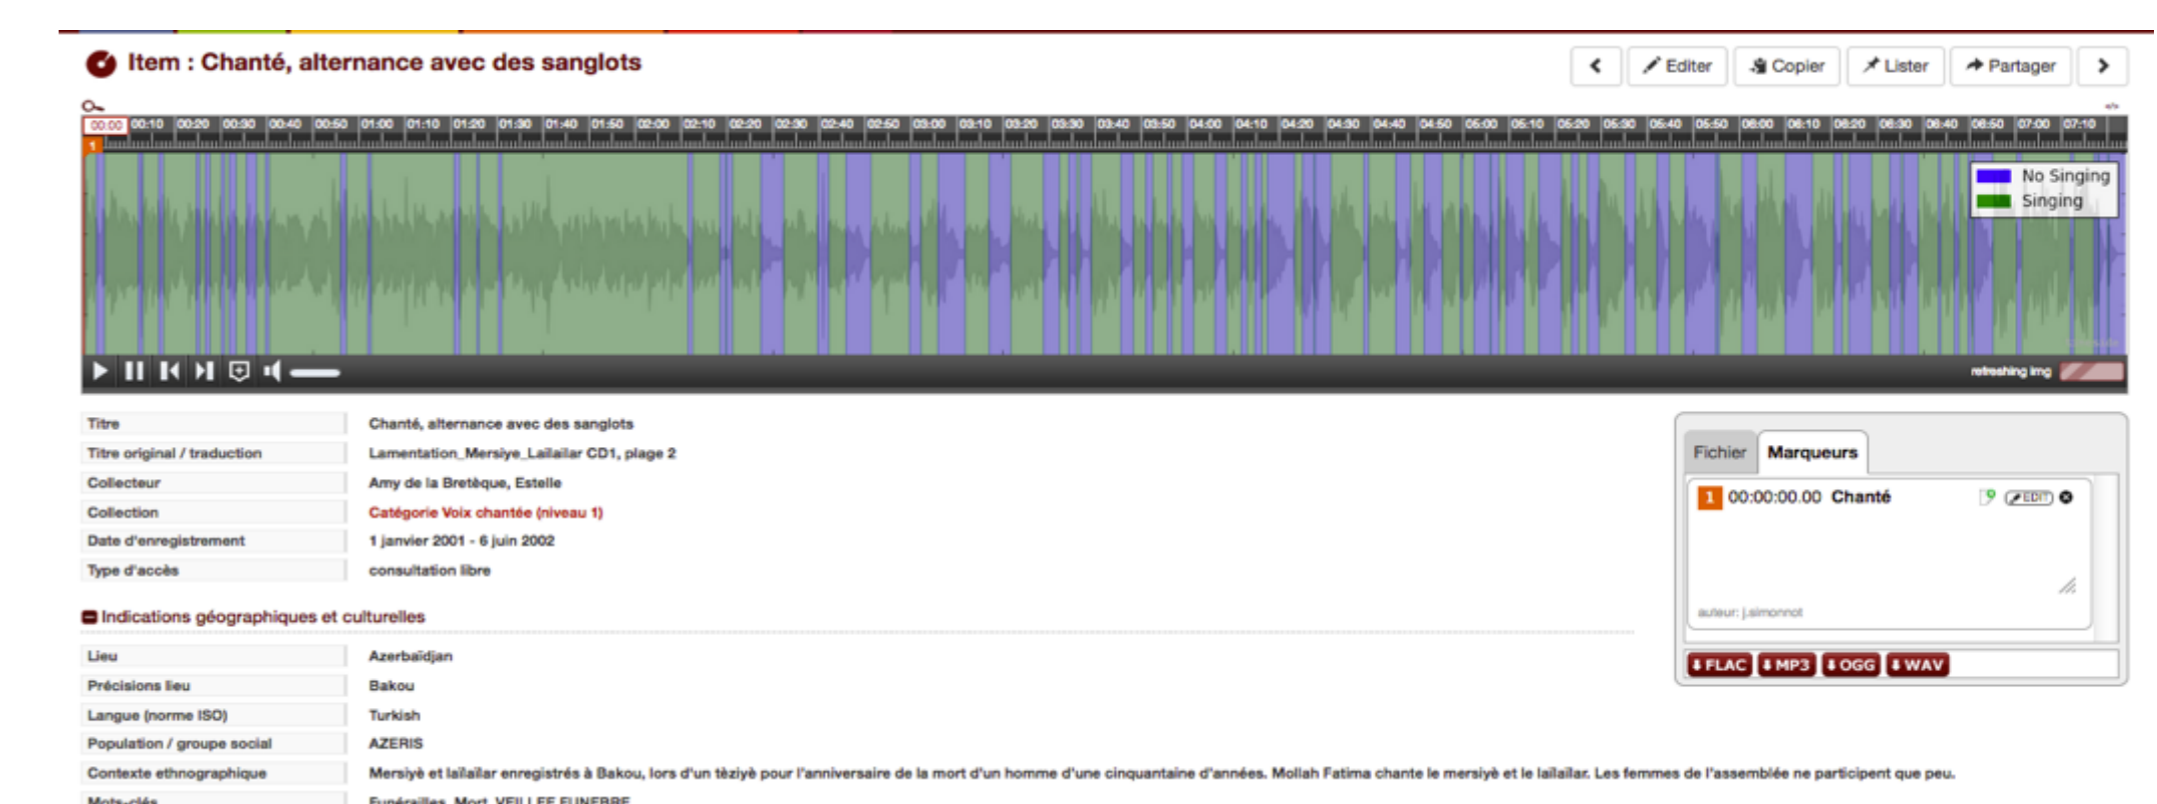 Item : Chanté, alternance avec des sanglots
Editer
Copier
Lister
Partager
00:00 00:10 00:20 00:30 00:40 00:50 01:00 01:10 01:20 01:30 01:40 01:50 02:00 02:10 02:20 02:30 02:40 02:50 03:00 03:10 03:20 03:30 03:40 03:50 04:00 04:10 04:20 04:30 04:40 04:50 05:00 05:10 05:20 05:30 05:40 05:50 06:00 06:10 06:20 06:30 06:40 06:50 07:00 07:10
1
No Singing
Singing
refreshing img
Titre Chanté, alternance avec des sanglots
Titre original / traduction Lamentation_Mersiye_Lailailar CD1, plage 2
Collecteur Amy de la Bretèque, Estelle
Collection Catégorie Voix chantée (niveau 1)
Date d'enregistrement 1 janvier 2001 - 6 juin 2002
Type d'accès consultation libre
Fichier Marqueurs
1 00:00:00.00 Chanté EDIT
auteur: j.simonnot
FLAC MP3 OGG WAV
Indications géographiques et culturelles
Lieu Azerbaïdjan
Précisions lieu Bakou
Langue (norme ISO) Turkish
Population / groupe social AZERIS
Contexte ethnographique Mersiyè et laïlaïlar enregistrés à Bakou, lors d'un tèziyè pour l'anniversaire de la mort d'un homme d'une cinquantaine d'années. Mollah Fatima chante le mersiyè et le laïlaïlar. Les femmes de l'assemblée ne participent que peu.
Mots-clés Funérailles, Mort, VEILLEE FUNEBRE